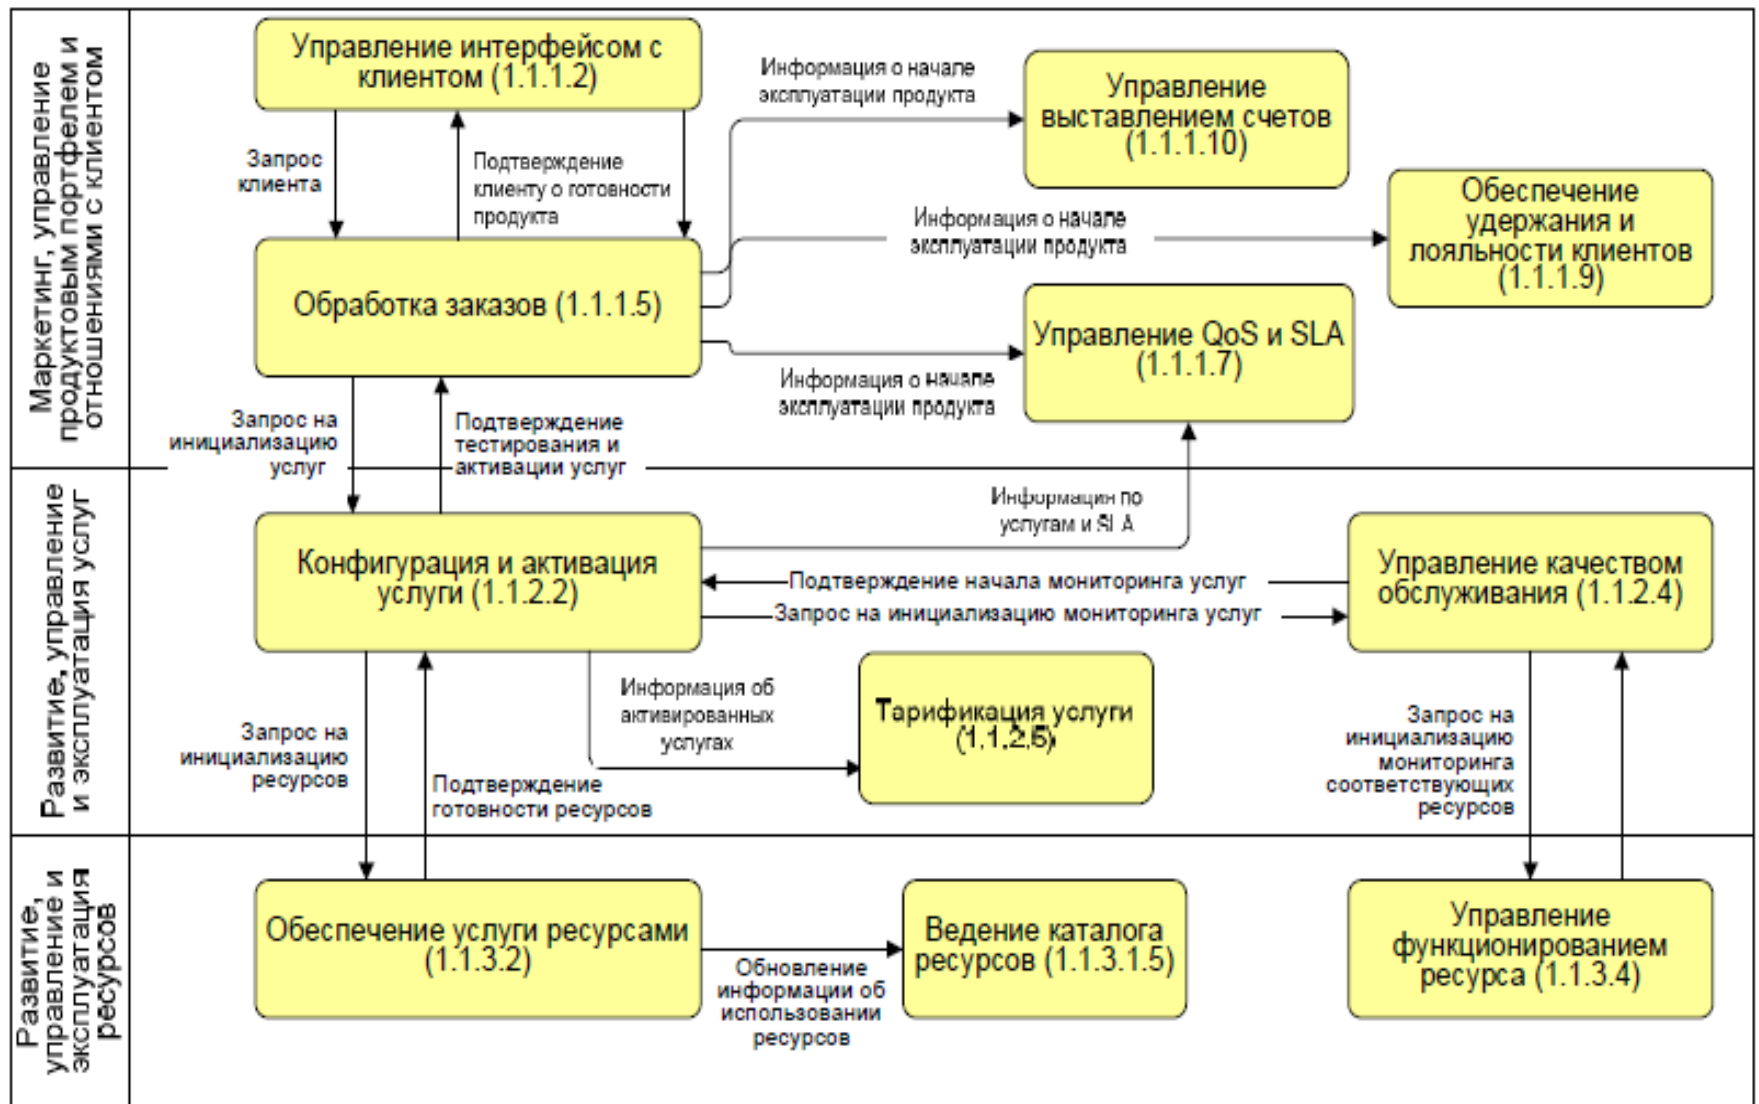 Маркетинг, управление
продуктовым портфелем и
отношениями с клиентом
Управление интерфейсом с
клиентом (1.1.1.2)
Запрос
клиента
Подтверждение
клиенту о готовности
продукта
Информация о начале
эксплуатации продукта
Управление
выставлением счетов
(1.1.1.10)
Информация о начале
эксплуатации продукта
Обеспечение
удержания и
лояльности клиентов
(1.1.1.9)
Обработка заказов (1.1.1.5)
Управление QoS и SLA
(1.1.1.7)
Информация о начале
эксплуатации продукта
Запрос на
инициализацию
услуг
Подтверждение
тестирования и
активации услуг
Развитие, управление
и эксплуатация услуг
Информация по
услугам и SLA
Конфигурация и активация
услуги (1.1.2.2)
Подтверждение начала мониторинга услуг
Запрос на инициализацию мониторинга услуг
Управление качеством
обслуживания (1.1.2.4)
Запрос на
инициализацию
ресурсов
Подтверждение
готовности ресурсов
Информация об
активированных
услугах
Тарификация услуги
(1.1.2.5)
Запрос на
инициализацию
мониторинга
соответствующих
ресурсов
Развитие,
управление и
эксплуатация
ресурсов
Обеспечение услуги ресурсами
(1.1.3.2)
Обновление
информации об
использовании
ресурсов
Ведение каталога
ресурсов (1.1.3.1.5)
Управление
функционированием
ресурса (1.1.3.4)